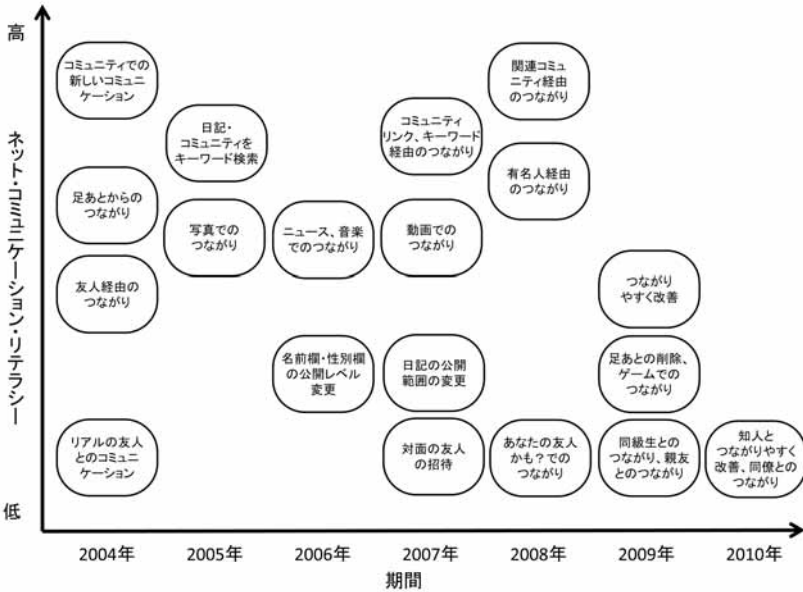 高
ネット・コミュニケーション・リテラシー
低
コミュニティでの
新しいコミュニ
ケーション
足あとからの
つながり
友人経由の
つながり
リアルの友人
とのコミュニ
ケーション
日記・
コミュニティを
キーワード検索
写真での
つながり
ニュース、音楽
でのつながり
名前欄・性別欄
の公開レベル
変更
コミュニティ
リンク、キーワード
経由のつながり
動画での
つながり
日記の公開
範囲の変更
対面の友人
の招待
関連コミュ
ニティ経由
のつながり
有名人経由
のつながり
あなたの友人
かも？での
つながり
つながり
やすく改善
足あとの削除、
ゲームでの
つながり
同級生との
つながり、親友
とのつながり
知人と
つながりやすく
改善、同僚との
つながり
2004年
2005年
2006年
2007年
2008年
2009年
2010年
期間